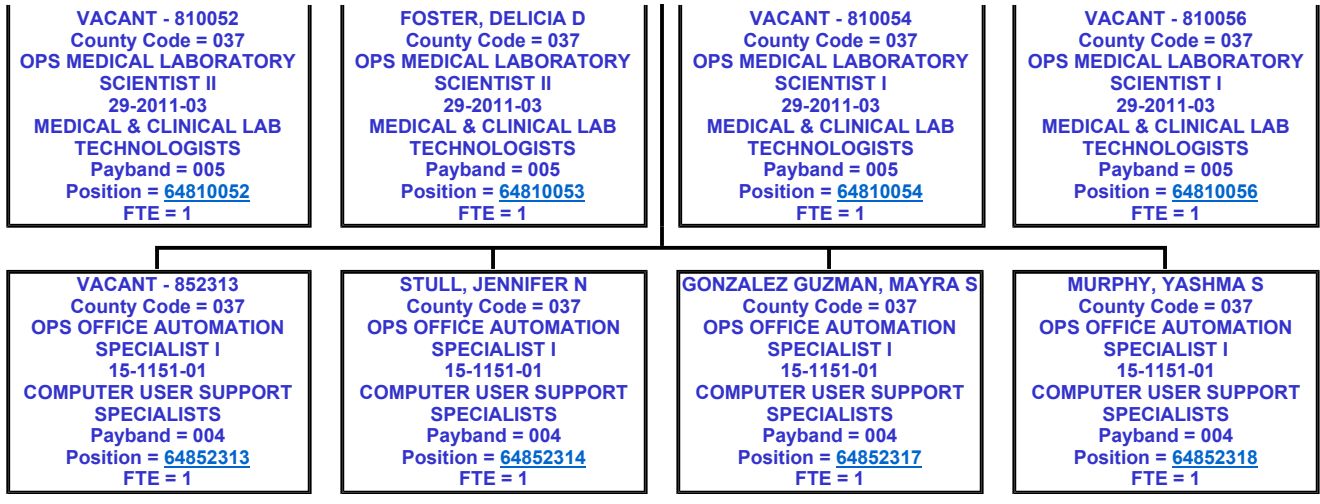 VACANT - 810052
County Code = 037
OPS MEDICAL LABORATORY
SCIENTIST II
29-2011-03
MEDICAL & CLINICAL LAB
TECHNOLOGISTS
Payband = 005
Position = 64810052
FTE = 1
FOSTER, DELICIA D
County Code = 037
OPS MEDICAL LABORATORY
SCIENTIST II
29-2011-03
MEDICAL & CLINICAL LAB
TECHNOLOGISTS
Payband = 005
Position = 64810053
FTE = 1
VACANT - 810054
County Code = 037
OPS MEDICAL LABORATORY
SCIENTIST I
29-2011-03
MEDICAL & CLINICAL LAB
TECHNOLOGISTS
Payband = 005
Position = 64810054
FTE = 1
VACANT - 810056
County Code = 037
OPS MEDICAL LABORATORY
SCIENTIST I
29-2011-03
MEDICAL & CLINICAL LAB
TECHNOLOGISTS
Payband = 005
Position = 64810056
FTE = 1
VACANT - 852313
County Code = 037
OPS OFFICE AUTOMATION
SPECIALIST I
15-1151-01
COMPUTER USER SUPPORT
SPECIALISTS
Payband = 004
Position = 64852313
FTE = 1
STULL, JENNIFER N
County Code = 037
OPS OFFICE AUTOMATION
SPECIALIST I
15-1151-01
COMPUTER USER SUPPORT
SPECIALISTS
Payband = 004
Position = 64852314
FTE = 1
GONZALEZ GUZMAN, MAYRA S
County Code = 037
OPS OFFICE AUTOMATION
SPECIALIST I
15-1151-01
COMPUTER USER SUPPORT
SPECIALISTS
Payband = 004
Position = 64852317
FTE = 1
MURPHY, YASHMA S
County Code = 037
OPS OFFICE AUTOMATION
SPECIALIST I
15-1151-01
COMPUTER USER SUPPORT
SPECIALISTS
Payband = 004
Position = 64852318
FTE = 1